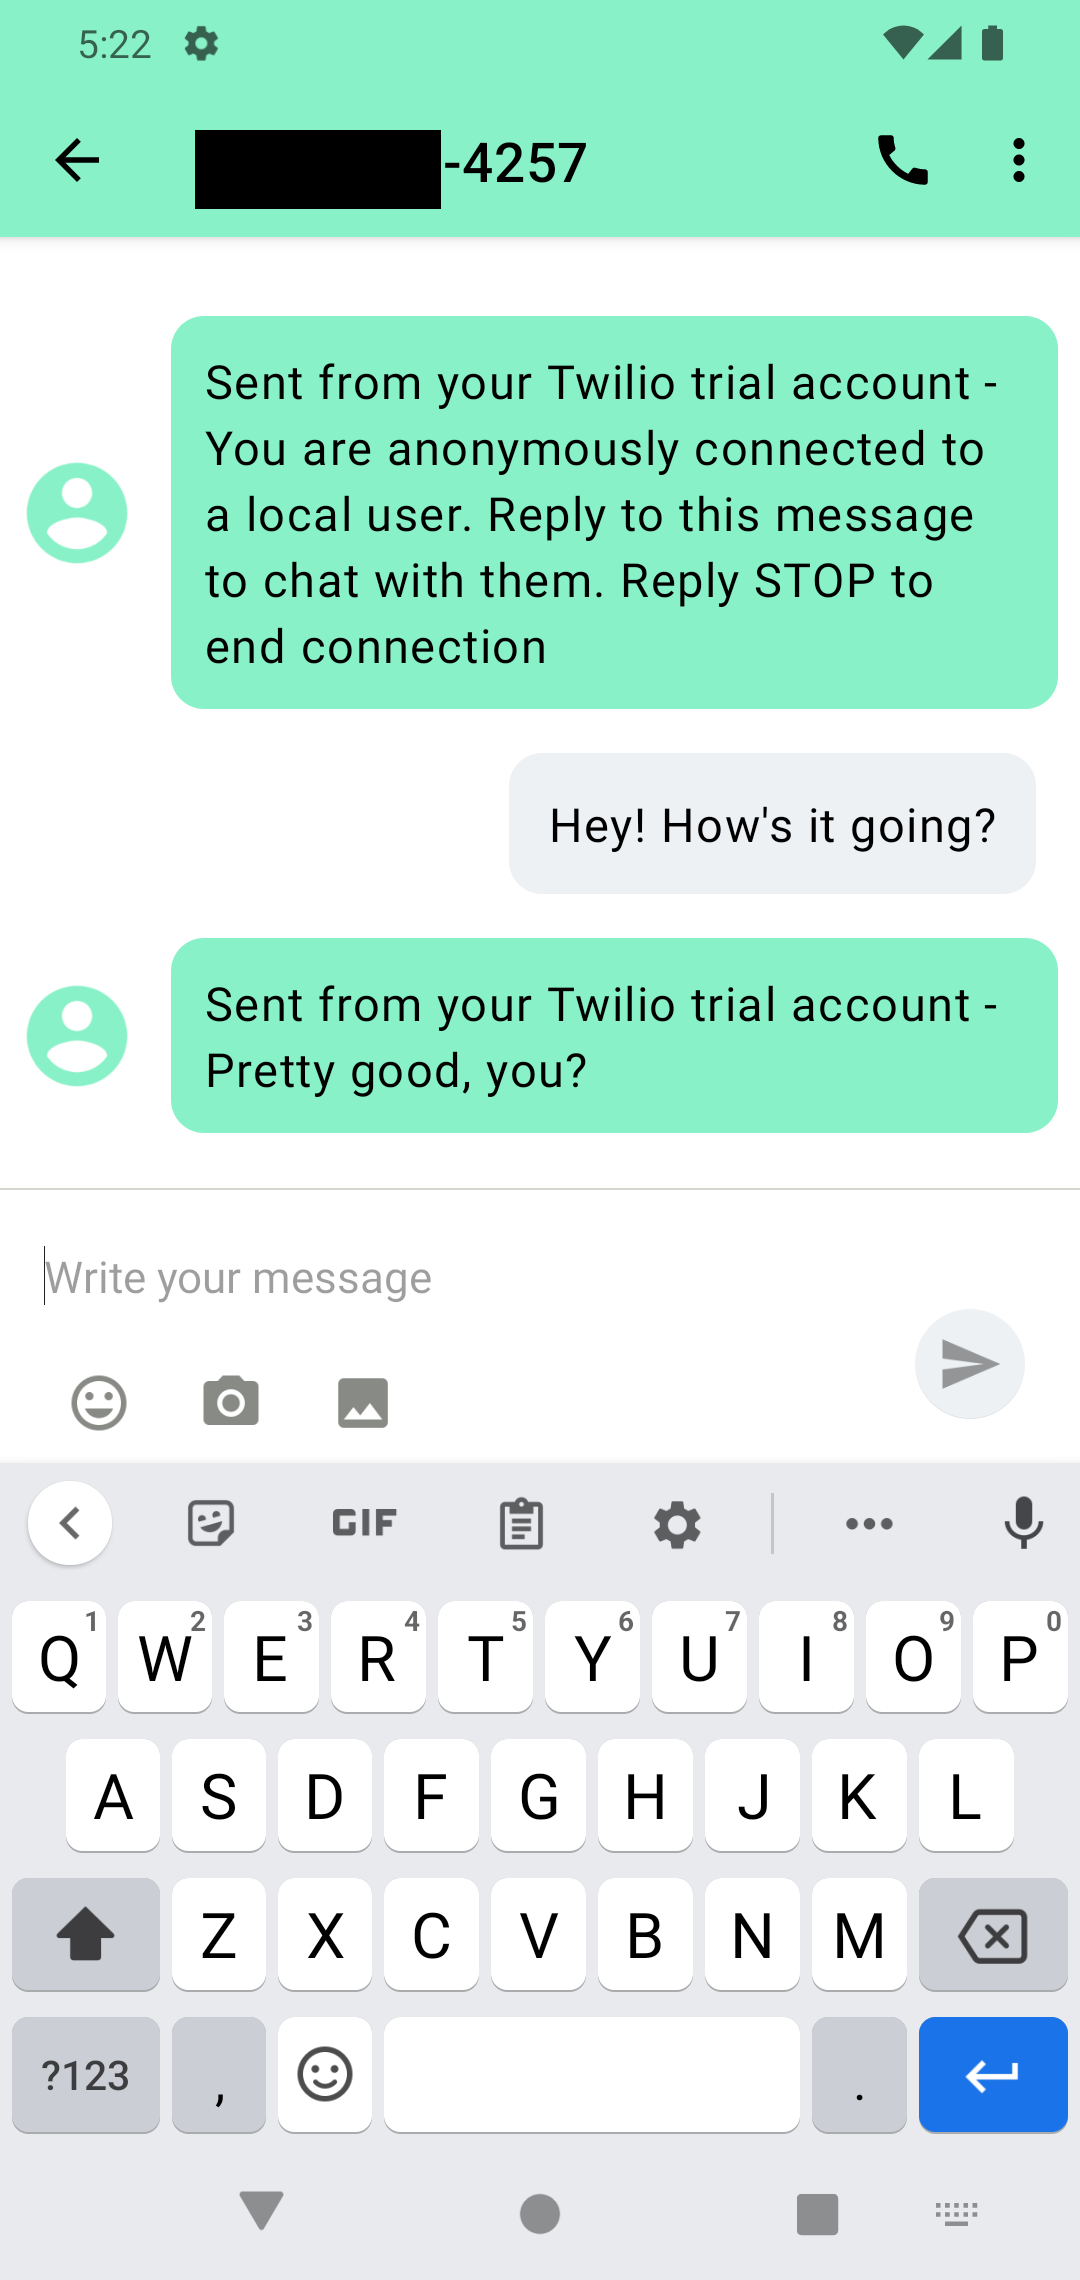 5:22
-4257
Sent from your Twilio trial account -
You are anonymously connected to
a local user. Reply to this message
to chat with them. Reply STOP to
end connection
Hey! How's it going?
Sent from your Twilio trial account -
Pretty good, you?
Write your message
GIF
Q 1 W 2 E 3 R 4 T 5 Y 6 U 7 I 8 O 9 P 0
A S D F G H J K L
Z X C V B N M
?123 , .